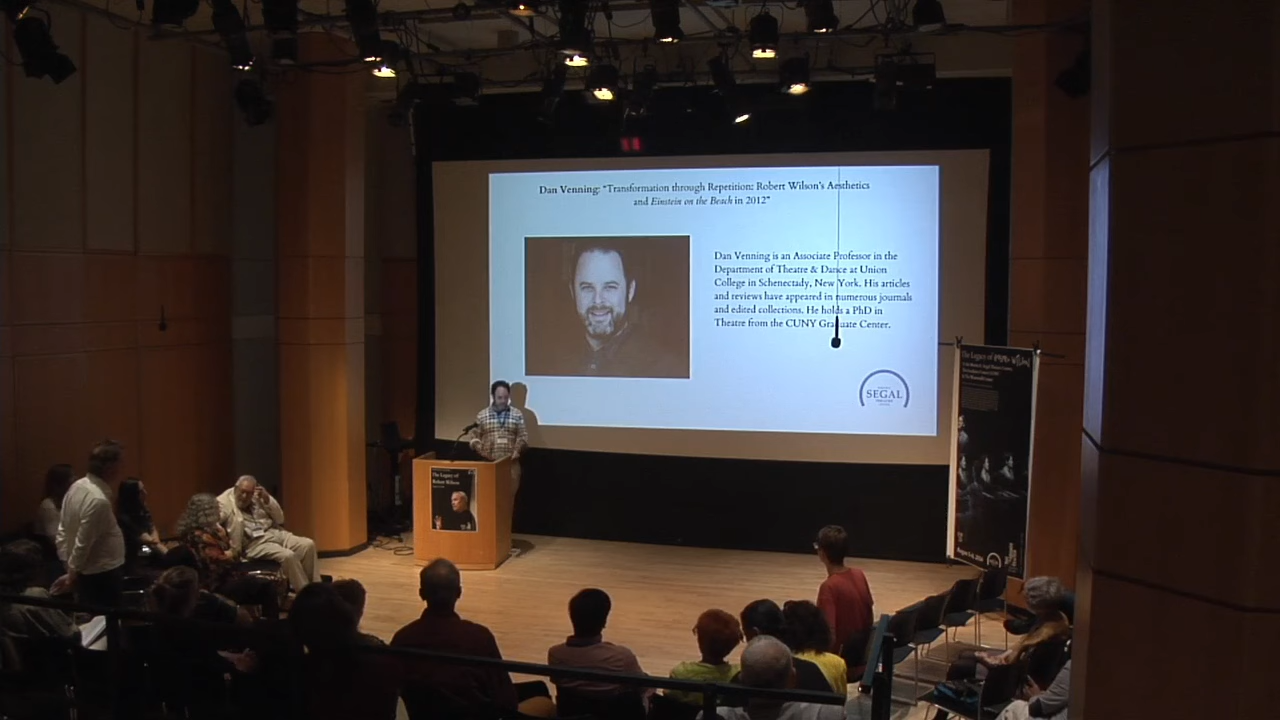 Dan Venning: “Transformation through Repetition: Robert Wilson’s Aesthetics
and Einstein on the Beach in 2012”
Dan Venning is an Associate Professor in the
Department of Theatre & Dance at Union
College in Schenectady, New York. His articles
and reviews have appeared in numerous journals
and edited collections. He holds a PhD in
Theatre from the CUNY Graduate Center.
SEGAL
The Legacy of
Robert Wilson
The Legacy of